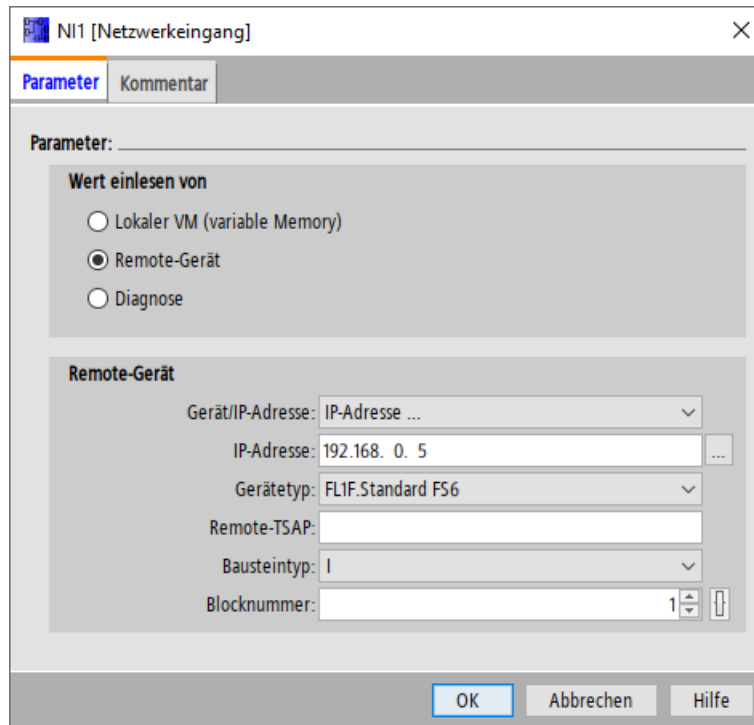 NI1 [Netzwerkeingang]
Parameter Kommentar
Parameter:
Wert einlesen von
Lokaler VM (variable Memory)
Remote-Gerät
Diagnose
Remote-Gerät
Gerät/IP-Adresse: IP-Adresse ...
IP-Adresse: 192.168. 0. 5 ...
Gerätetyp: FL1F.Standard FS6
Remote-TSAP:
Bausteintyp: I
Blocknummer: 1
OK Abbrechen Hilfe